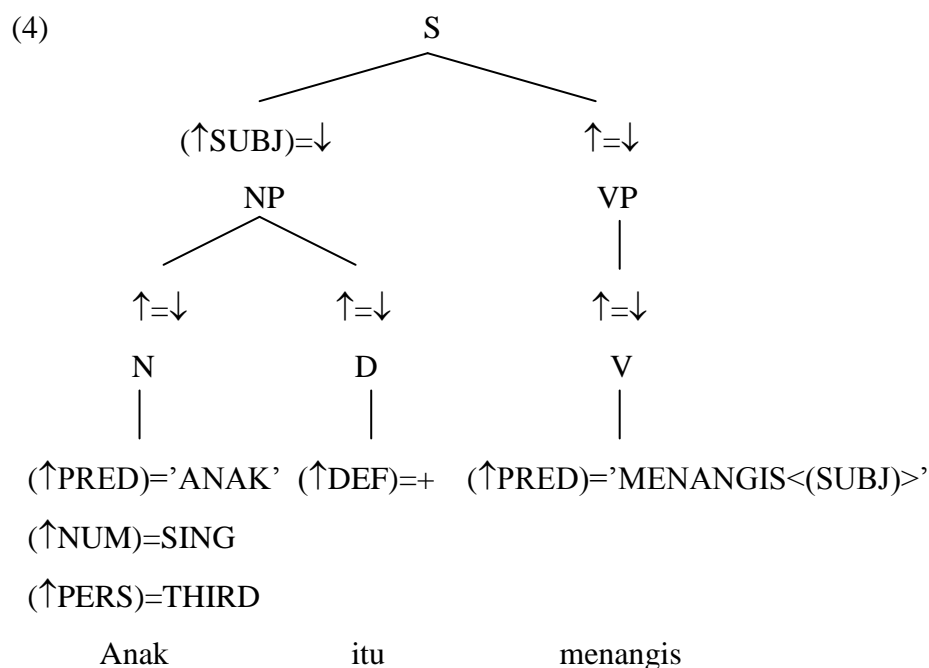 (4) S
(↑SUBJ)=↓ ↑=↓
NP VP
↑=↓ ↑=↓ ↑=↓
N D V
(↑PRED)=’ANAK’ (↑DEF)=+ (↑PRED)=’MENANGIS<(SUBJ)>’
(↑NUM)=SING
(↑PERS)=THIRD
Anak itu menangis